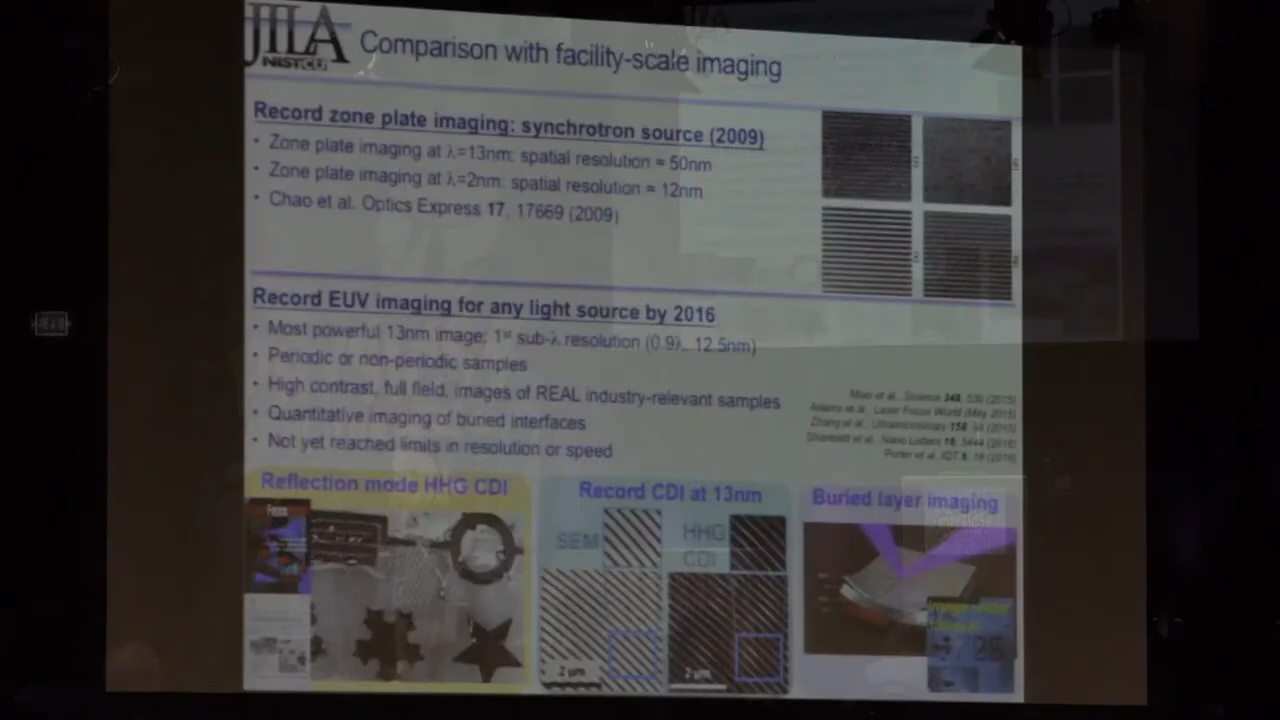 JILA
NIST-CU
Comparison with facility-scale imaging
Record zone plate imaging: synchrotron source (2009)
• Zone plate imaging at λ=13nm: spatial resolution = 50nm
• Zone plate imaging at λ=2nm: spatial resolution = 12nm
• Chao et al. Optics Express 17, 17669 (2009)
Record EUV imaging for any light source by 2016
• Most powerful 13nm image: 1st sub-λ resolution (0.9λ, 12.5nm)
• Periodic or non-periodic samples
• High contrast, full field, images of REAL industry-relevant samples
• Quantitative imaging of buried interfaces
• Not yet reached limits in resolution or speed
Miao et al., Science 348, 530 (2015)
Adams et al., Laser Focus World (May 2015)
Zhang et al., Ultramicroscopy 158, (2015)
et al., Nano Letters 16, 5444 (2016)
Porter et al.
Reflection mode HHG CDI
Record CDI at 13nm
SEM
HHG
CDI
2 µm
2 µm
Buried layer imaging